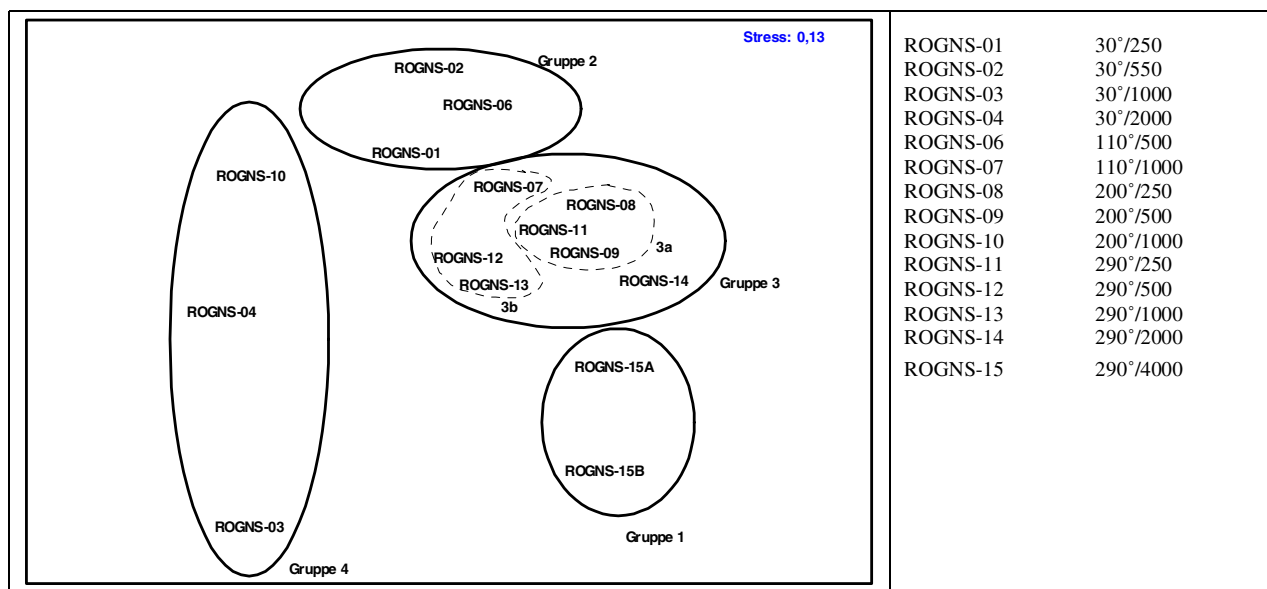 Stress: 0,13
Gruppe 2
ROGNS-02
ROGNS-06
ROGNS-01
ROGNS-10
ROGNS-07
ROGNS-08
ROGNS-11
ROGNS-09
3a
ROGNS-12
ROGNS-14
Gruppe 3
ROGNS-13
3b
ROGNS-04
ROGNS-15A
ROGNS-15B
ROGNS-03
Gruppe 1
Gruppe 4
ROGNS-01 30˚/250
ROGNS-02 30˚/550
ROGNS-03 30˚/1000
ROGNS-04 30˚/2000
ROGNS-06 110˚/500
ROGNS-07 110˚/1000
ROGNS-08 200˚/250
ROGNS-09 200˚/500
ROGNS-10 200˚/1000
ROGNS-11 290˚/250
ROGNS-12 290˚/500
ROGNS-13 290˚/1000
ROGNS-14 290˚/2000
ROGNS-15 290˚/4000